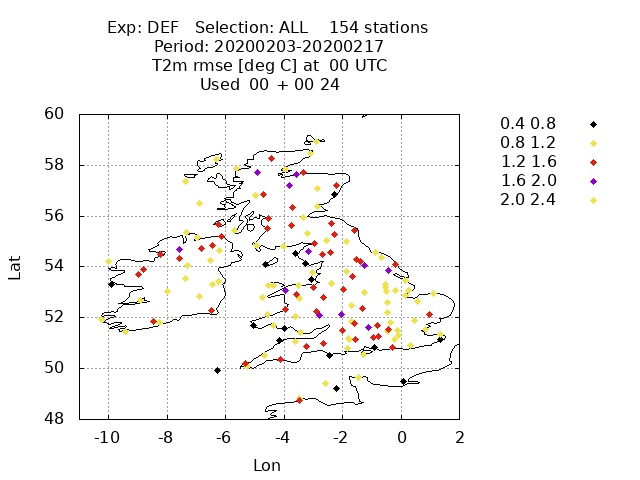 Exp: DEF   Selection: ALL    154 stations
Period: 20200203-20200217
T2m rmse [deg C] at  00 UTC
Used  00 + 00 24
0.4 0.8
0.8 1.2
1.2 1.6
1.6 2.0
2.0 2.4
60
58
56
54
52
50
48
Lat
-10 -8 -6 -4 -2 0 2
Lon